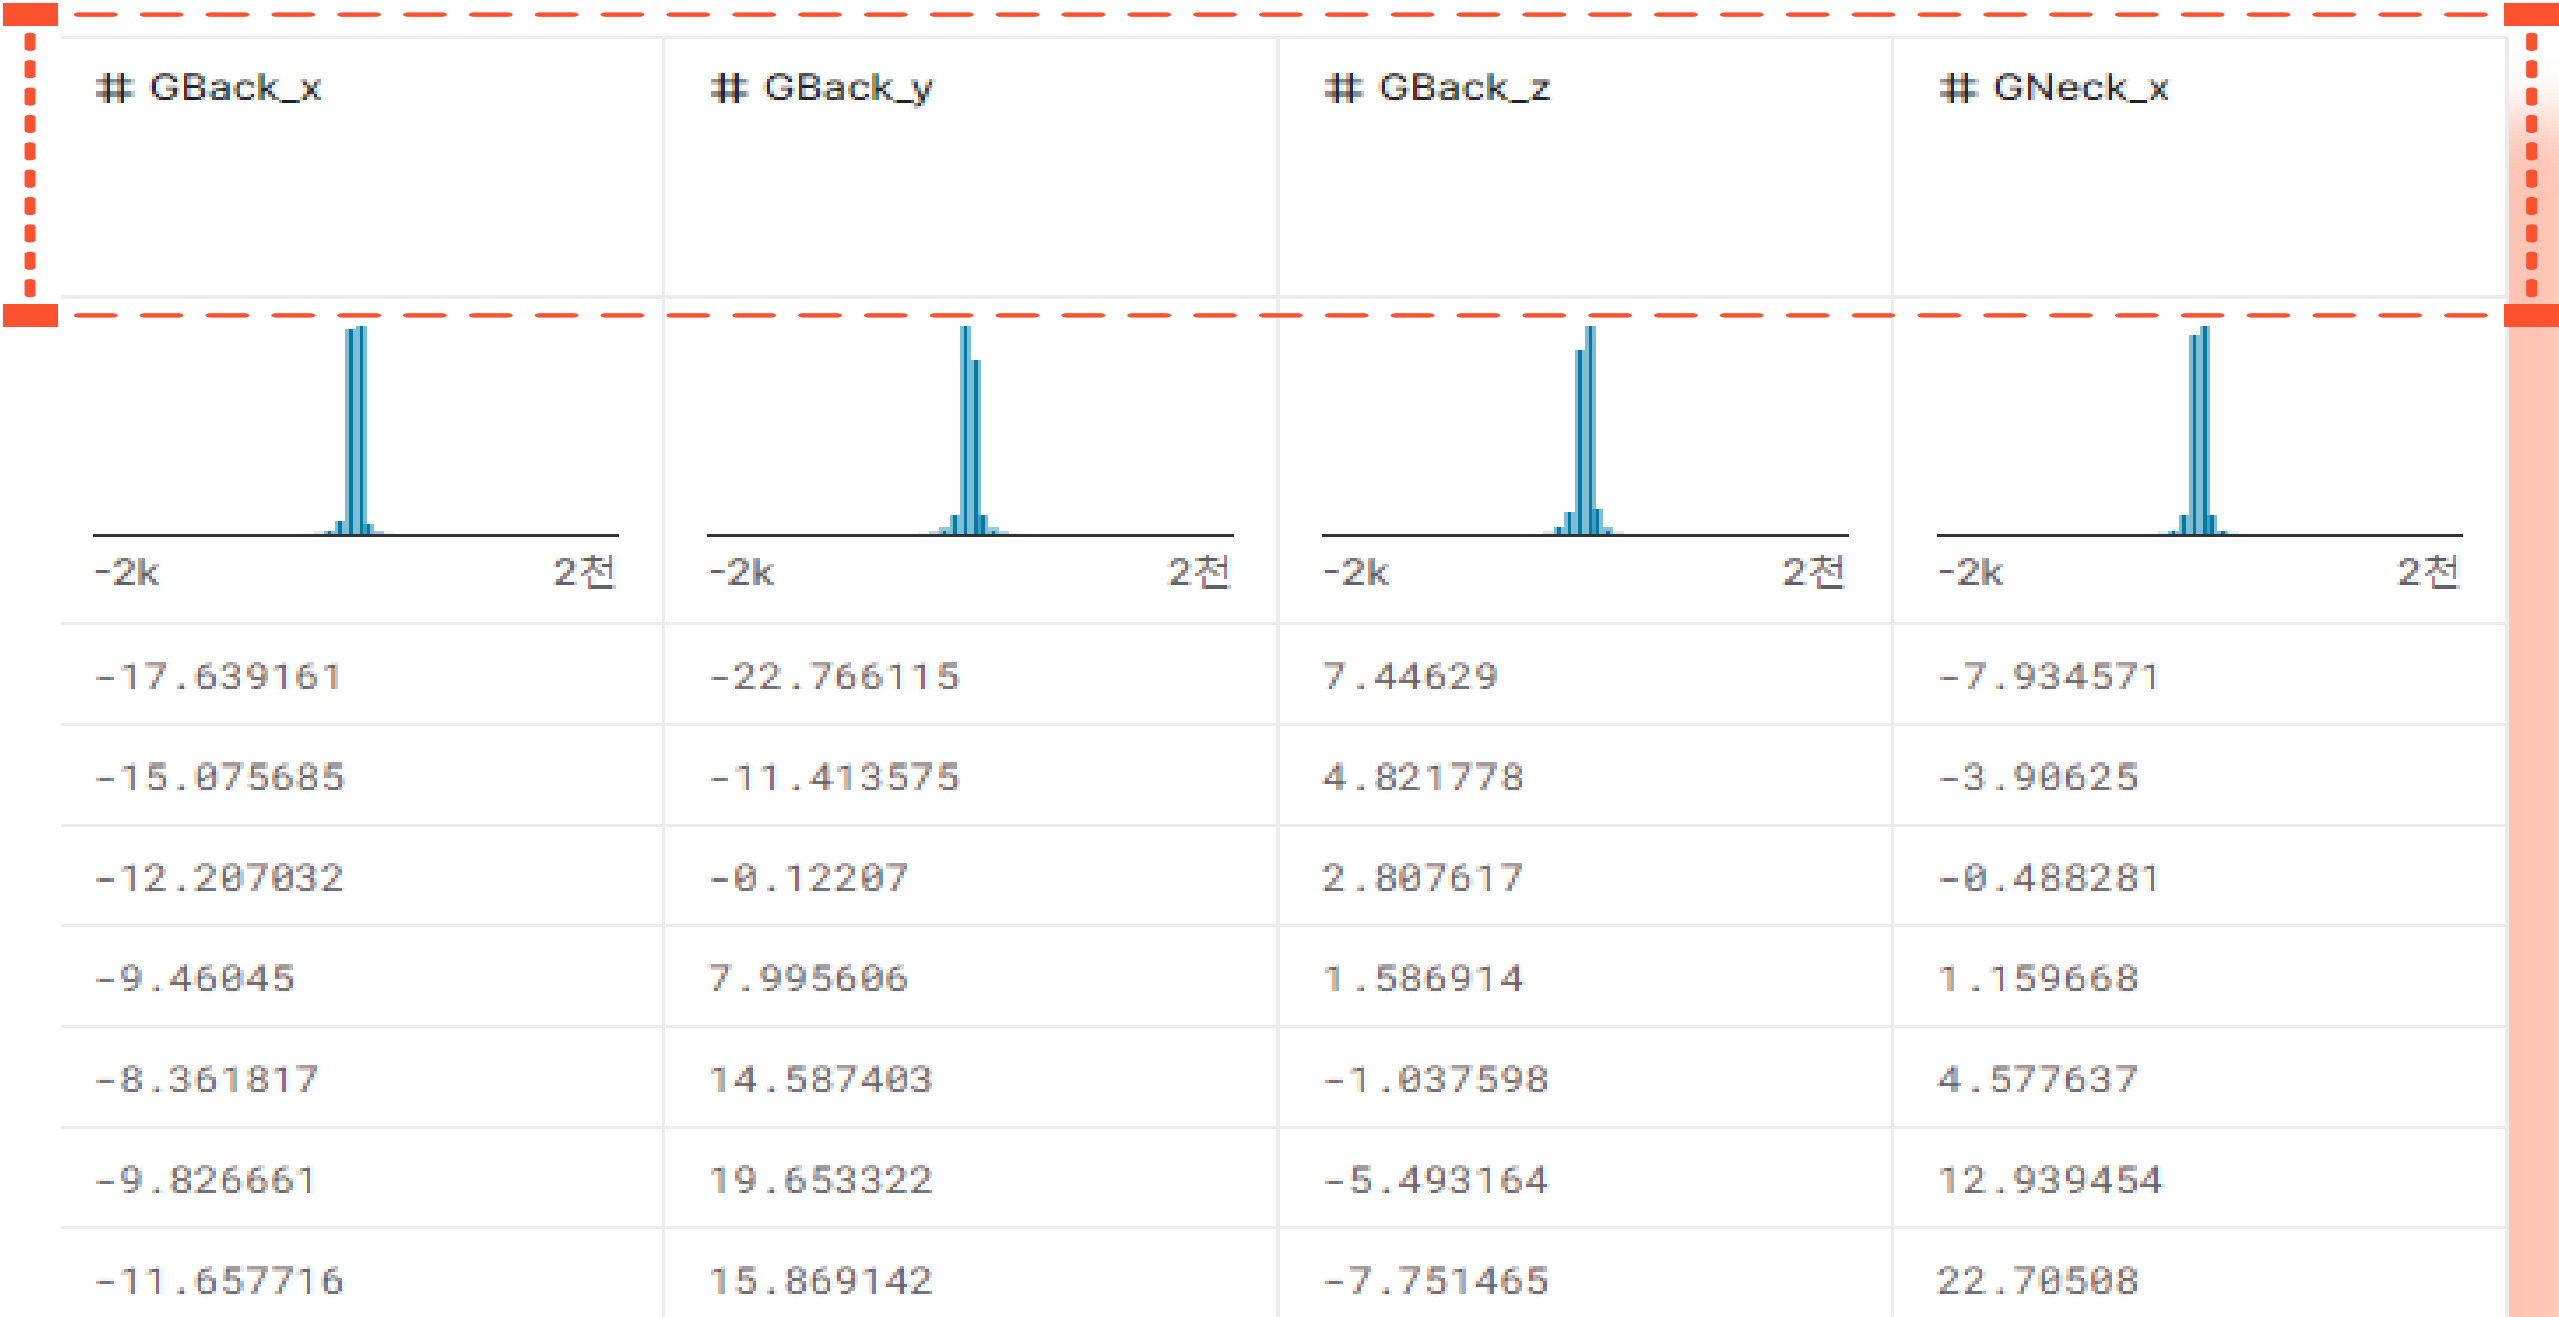 # GBack_x # GBack_y # GBack_z # GNeck_x
-2k 2천 -2k 2천 -2k 2천 -2k 2천
-17.639161 -22.766115 7.44629 -7.934571
-15.075685 -11.413575 4.821778 -3.90625
-12.207032 -0.12207 2.807617 -0.488281
-9.46045 7.995606 1.586914 1.159668
-8.361817 14.587403 -1.037598 4.577637
-9.826661 19.653322 -5.493164 12.939454
-11.657716 15.869142 -7.751465 22.70508